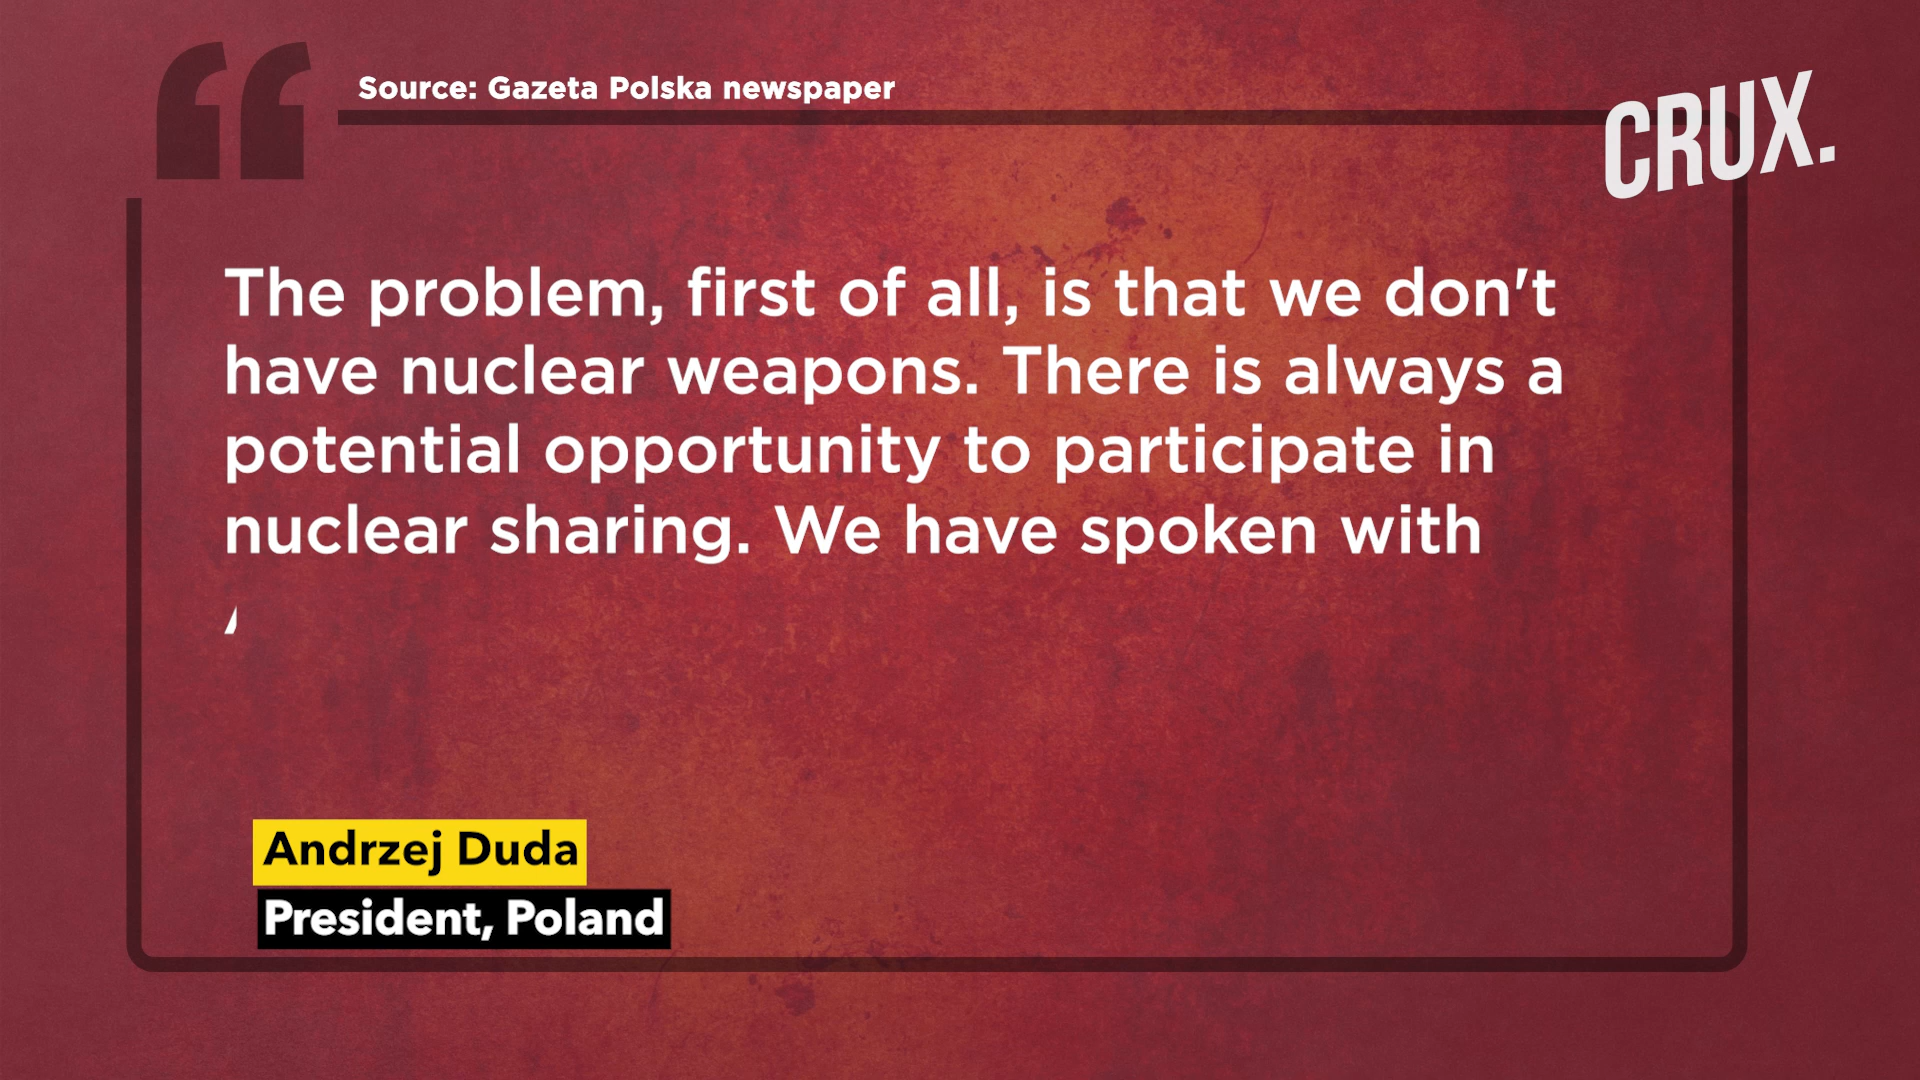 Source: Gazeta Polska newspaper
CRUX.
The problem, first of all, is that we don't
have nuclear weapons. There is always a
potential opportunity to participate in
nuclear sharing. We have spoken with
Andrzej Duda
President, Poland